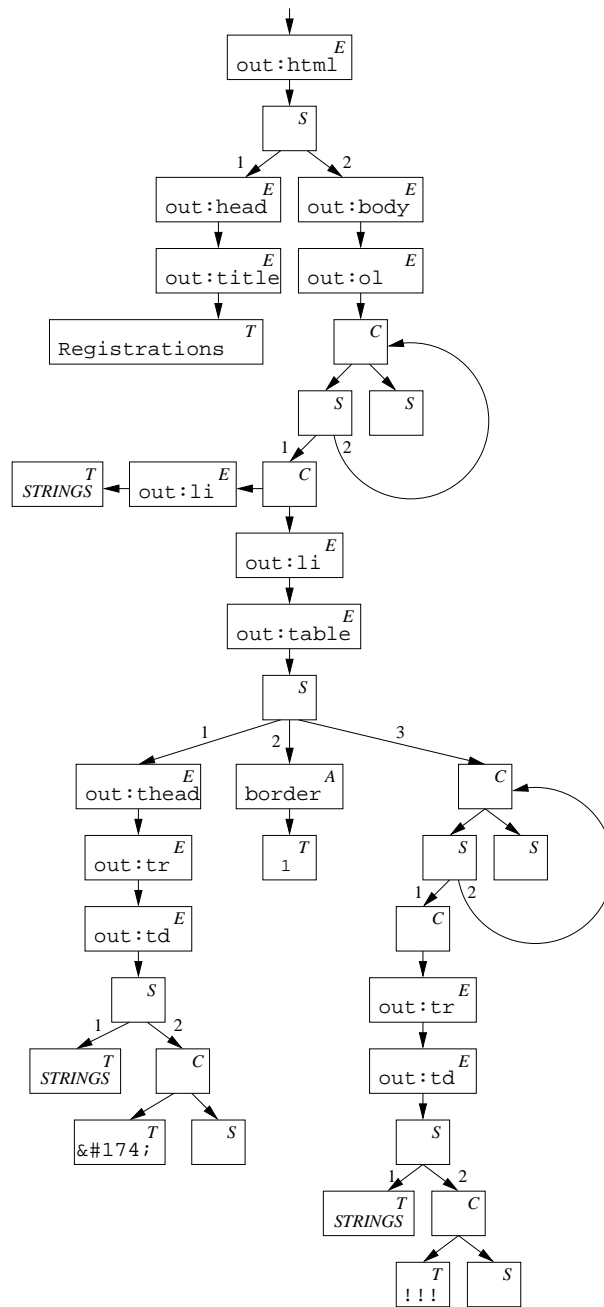 E
out:html
S
1 2
E E
out:head out:body
E E
out:title out:ol
T C
Registrations
S S
1 2
T E C
STRINGS out:li
E
out:li
E
out:table
S
1 2 3
E A C
out:thead border
E T S S
out:tr 1
1 2
E C
out:td
S E
out:tr
1 2
T C E
STRINGS out:td
T S S
&#174;
1 2
T C
STRINGS
T S
!!!